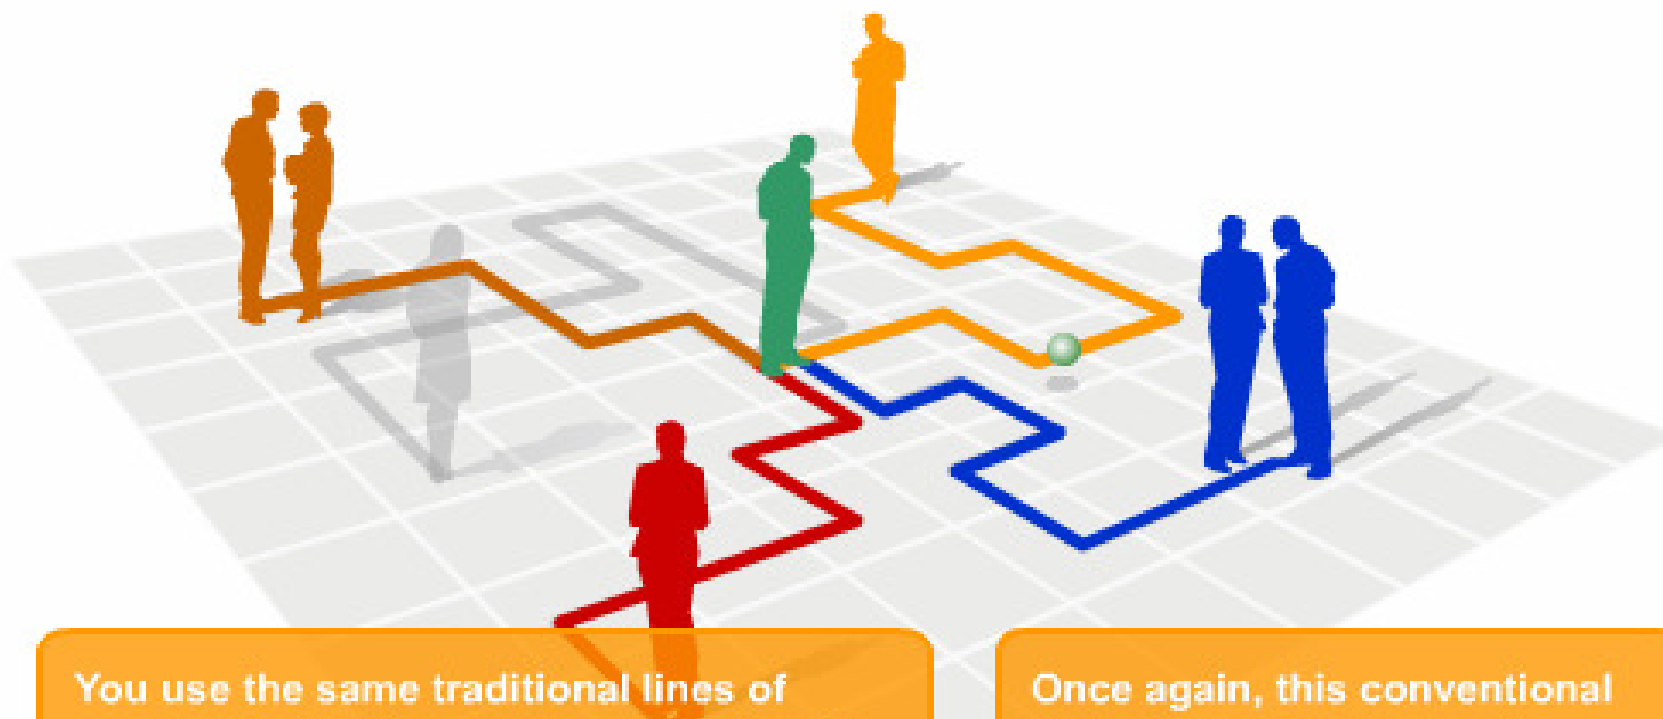 You use the same traditional lines of
Once again, this conventional